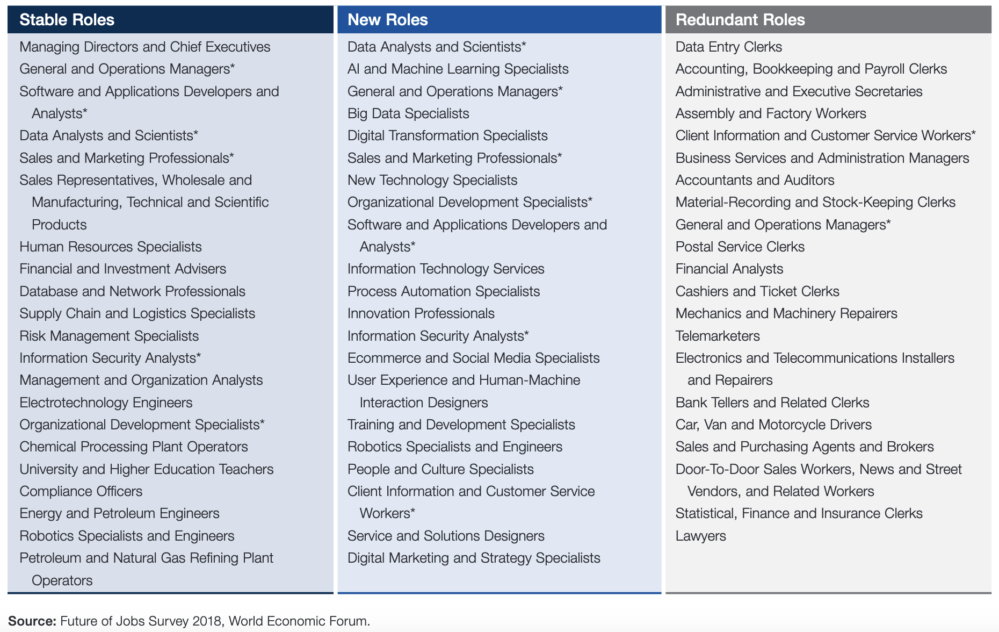 Stable Roles
Managing Directors and Chief Executives
General and Operations Managers*
Software and Applications Developers and
Analysts*
Data Analysts and Scientists*
Sales and Marketing Professionals*
Sales Representatives, Wholesale and
Manufacturing, Technical and Scientific
Products
Human Resources Specialists
Financial and Investment Advisers
Database and Network Professionals
Supply Chain and Logistics Specialists
Risk Management Specialists
Information Security Analysts*
Management and Organization Analysts
Electrotechnology Engineers
Organizational Development Specialists*
Chemical Processing Plant Operators
University and Higher Education Teachers
Compliance Officers
Energy and Petroleum Engineers
Robotics Specialists and Engineers
Petroleum and Natural Gas Refining Plant
Operators
New Roles
Data Analysts and Scientists*
AI and Machine Learning Specialists
General and Operations Managers*
Big Data Specialists
Digital Transformation Specialists
Sales and Marketing Professionals*
New Technology Specialists
Organizational Development Specialists*
Software and Applications Developers and
Analysts*
Information Technology Services
Process Automation Specialists
Innovation Professionals
Information Security Analysts*
Ecommerce and Social Media Specialists
User Experience and Human-Machine
Interaction Designers
Training and Development Specialists
Robotics Specialists and Engineers
People and Culture Specialists
Client Information and Customer Service
Workers*
Service and Solutions Designers
Digital Marketing and Strategy Specialists
Redundant Roles
Data Entry Clerks
Accounting, Bookkeeping and Payroll Clerks
Administrative and Executive Secretaries
Assembly and Factory Workers
Client Information and Customer Service Workers*
Business Services and Administration Managers
Accountants and Auditors
Material-Recording and Stock-Keeping Clerks
General and Operations Managers*
Postal Service Clerks
Financial Analysts
Cashiers and Ticket Clerks
Mechanics and Machinery Repairers
Telemarketers
Electronics and Telecommunications Installers
and Repairers
Bank Tellers and Related Clerks
Car, Van and Motorcycle Drivers
Sales and Purchasing Agents and Brokers
Door-To-Door Sales Workers, News and Street
Vendors, and Related Workers
Statistical, Finance and Insurance Clerks
Lawyers
Source: Future of Jobs Survey 2018, World Economic Forum.